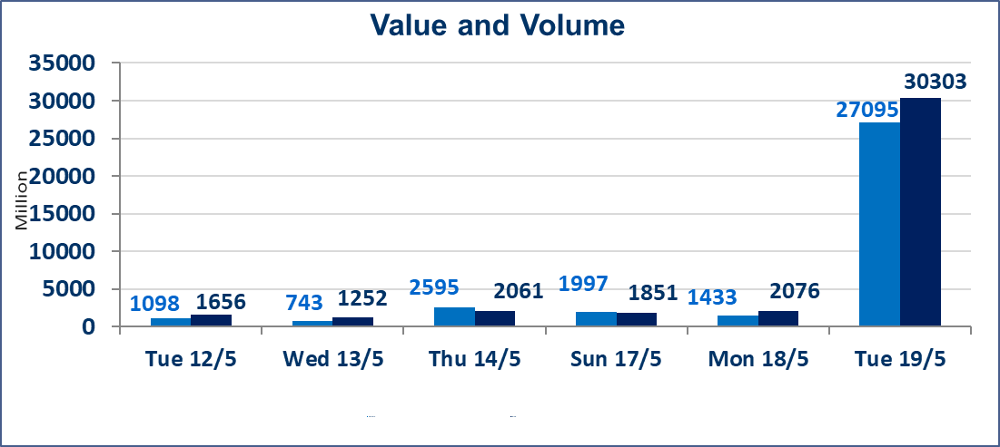 Value and Volume
35000
30000
25000
20000
15000
10000
5000
0
Million
1098 1656 743 1252 2595 2061 1997 1851 1433 2076 27095 30303
Tue 12/5 Wed 13/5 Thu 14/5 Sun 17/5 Mon 18/5 Tue 19/5